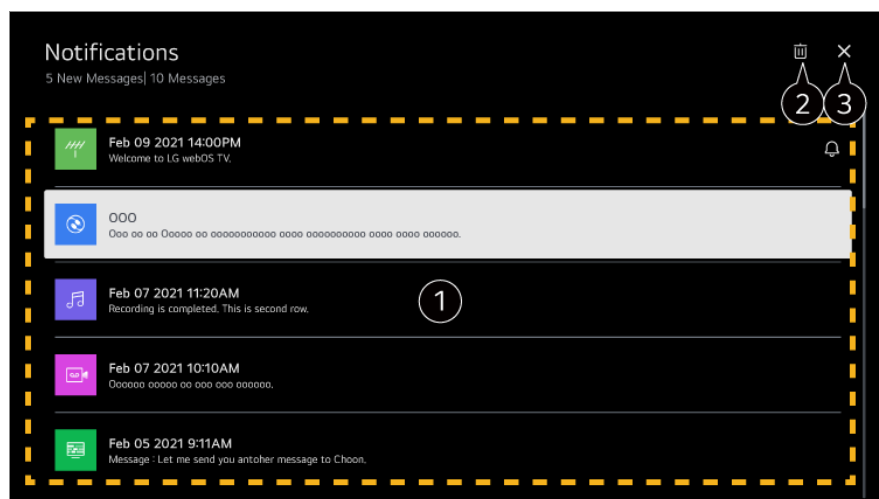 Notifications
5 New Messages| 10 Messages
2 3
Feb 09 2021 14:00PM
Welcome to LG webOS TV.
OOO
Ooo oo oo Ooooo oo ooooooooooo oooo oooooooooo oooo oooo oooooo.
Feb 07 2021 11:20AM
Recording is completed. This is second row.
1
Feb 07 2021 10:10AM
Oooooo ooooo oo ooo ooo oooooo.
Feb 05 2021 9:11AM
Message : Let me send you antoher message to Choon.